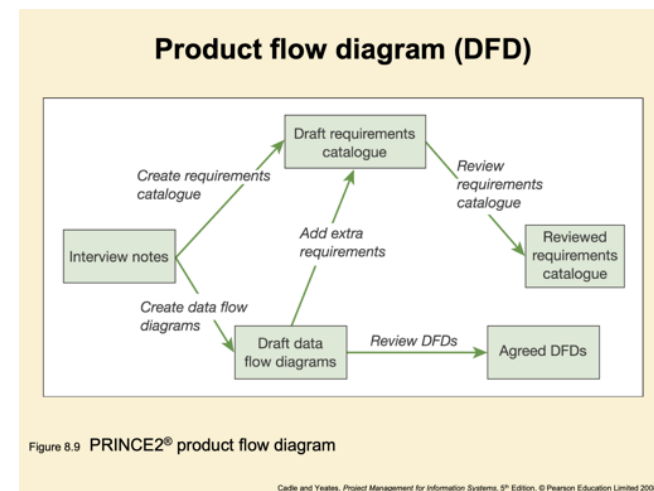 Product flow diagram (DFD)
Draft requirements
catalogue
Create requirements
catalogue
Review
requirements
catalogue
Add extra
requirements
Interview notes
Reviewed
requirements
catalogue
Create data flow
diagrams
Draft data
flow diagrams
Review DFDs
Agreed DFDs
Figure 8.9 PRINCE2® product flow diagram
Cadle and Yeates, Project Management for Information Systems, 5th Edition, © Pearson Education Limited